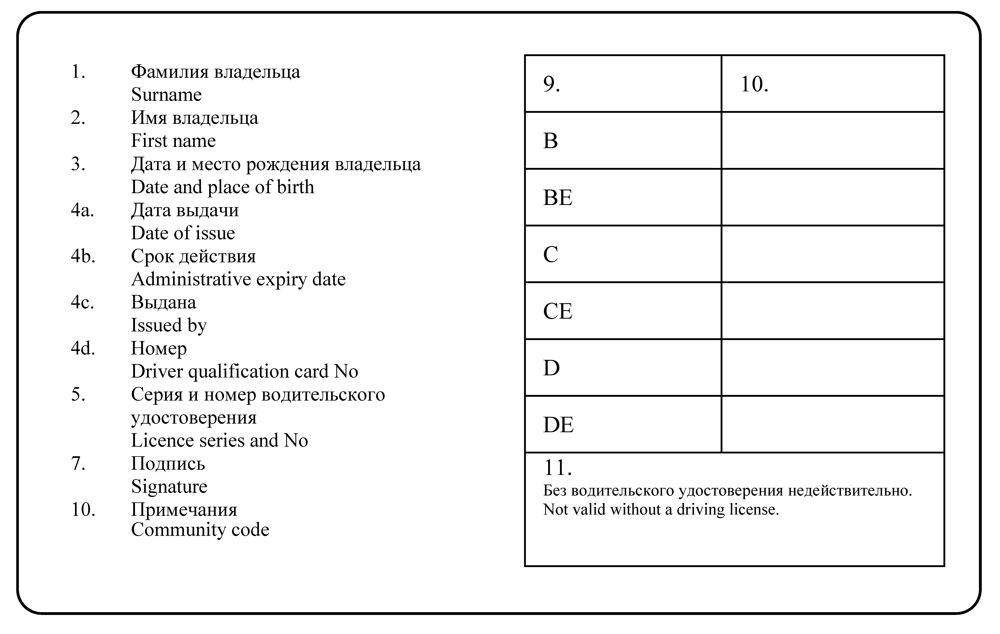 1. Фамилия владельца
Surname
2. Имя владельца
First name
3. Дата и место рождения владельца
Date and place of birth
4a. Дата выдачи
Date of issue
4b. Срок действия
Administrative expiry date
4c. Выдана
Issued by
4d. Номер
Driver qualification card No
5. Серия и номер водительского
удостоверения
Licence series and No
7. Подпись
Signature
10. Примечания
Community code
9. 10.
B
BE
C
CE
D
DE
11.
Без водительского удостоверения недействительно.
Not valid without a driving license.